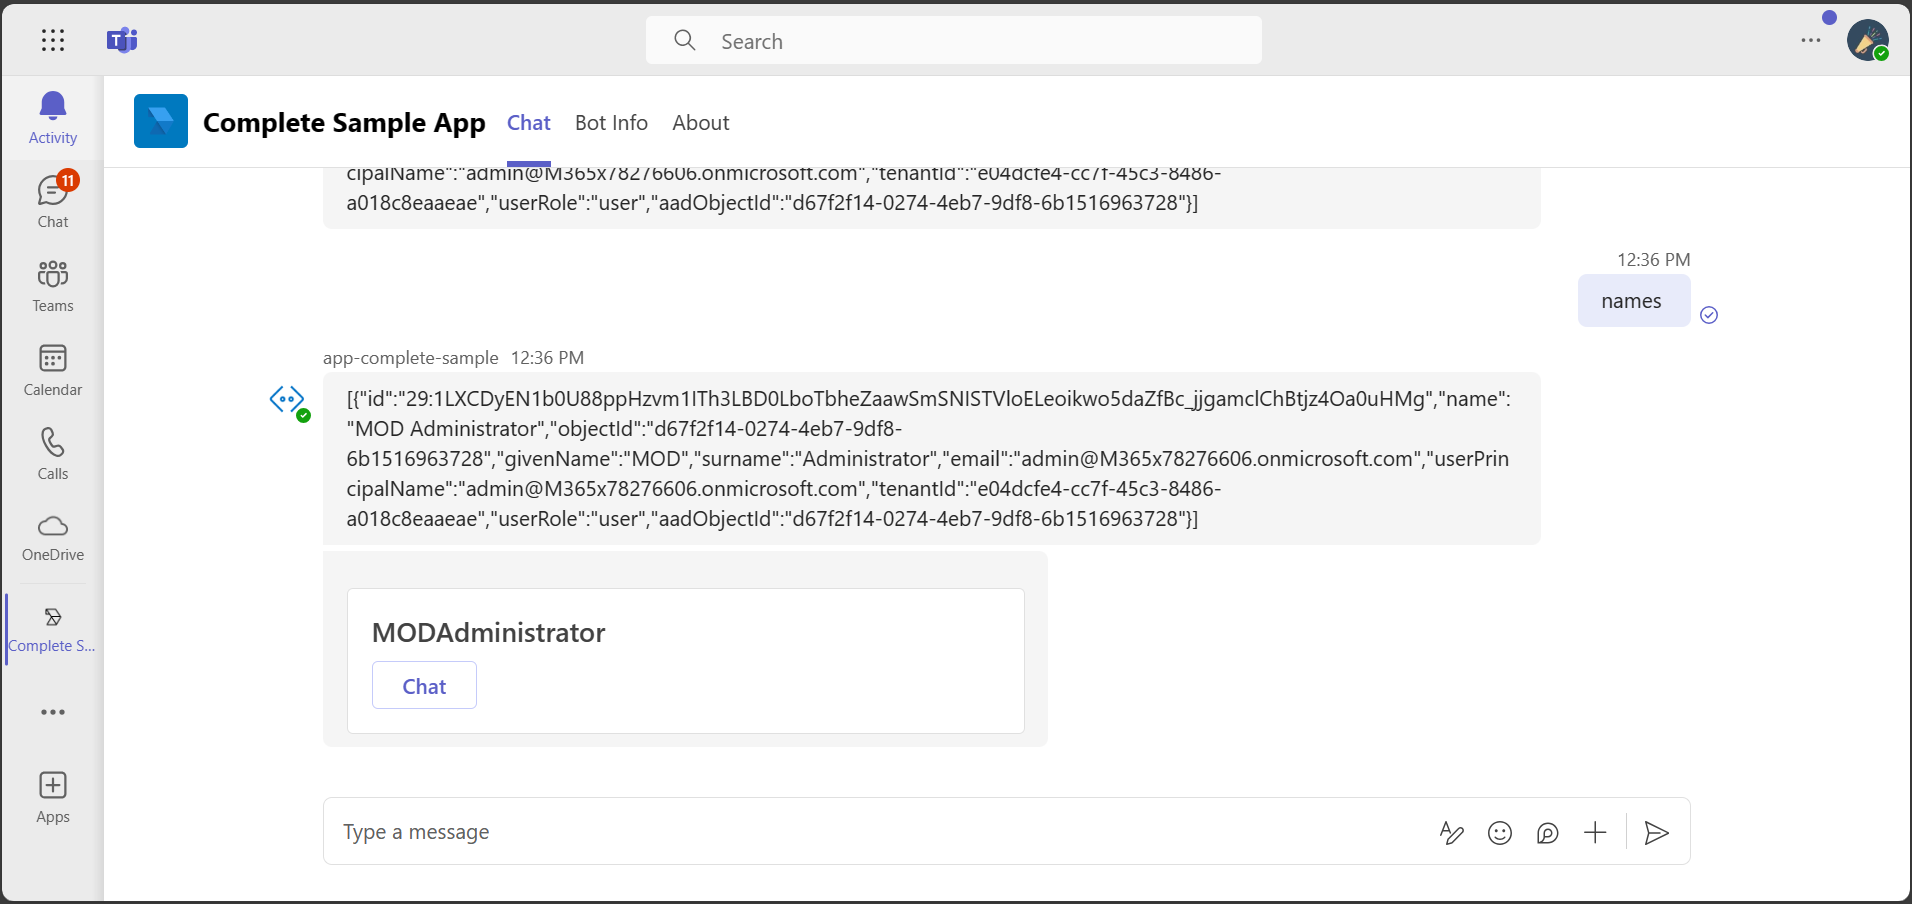 Search
Activity
11
Chat
Teams
Calendar
Calls
OneDrive
Complete S...
Apps
Complete Sample App
Chat
Bot Info
About
cipalName":"admin@M365x78276606.onmicrosoft.com","tenantId":"e04dcfe4-cc7f-45c3-8486-
a018c8eaaeae","userRole":"user","aadObjectId":"d67f2f14-0274-4eb7-9df8-6b1516963728"}]
12:36 PM
names
app-complete-sample 12:36 PM
[{"id":"29:1LXCDyEN1b0U88ppHzvm1ITh3LBD0LboTbheZaawSmSNISTVloELeoikwo5daZfBc_jjgamclChBtjz4Oa0uHMg","name":
"MOD Administrator","objectId":"d67f2f14-0274-4eb7-9df8-
6b1516963728","givenName":"MOD","surname":"Administrator","email":"admin@M365x78276606.onmicrosoft.com","userPrin
cipalName":"admin@M365x78276606.onmicrosoft.com","tenantId":"e04dcfe4-cc7f-45c3-8486-
a018c8eaaeae","userRole":"user","aadObjectId":"d67f2f14-0274-4eb7-9df8-6b1516963728"}]
MODAdministrator
Chat
Type a message